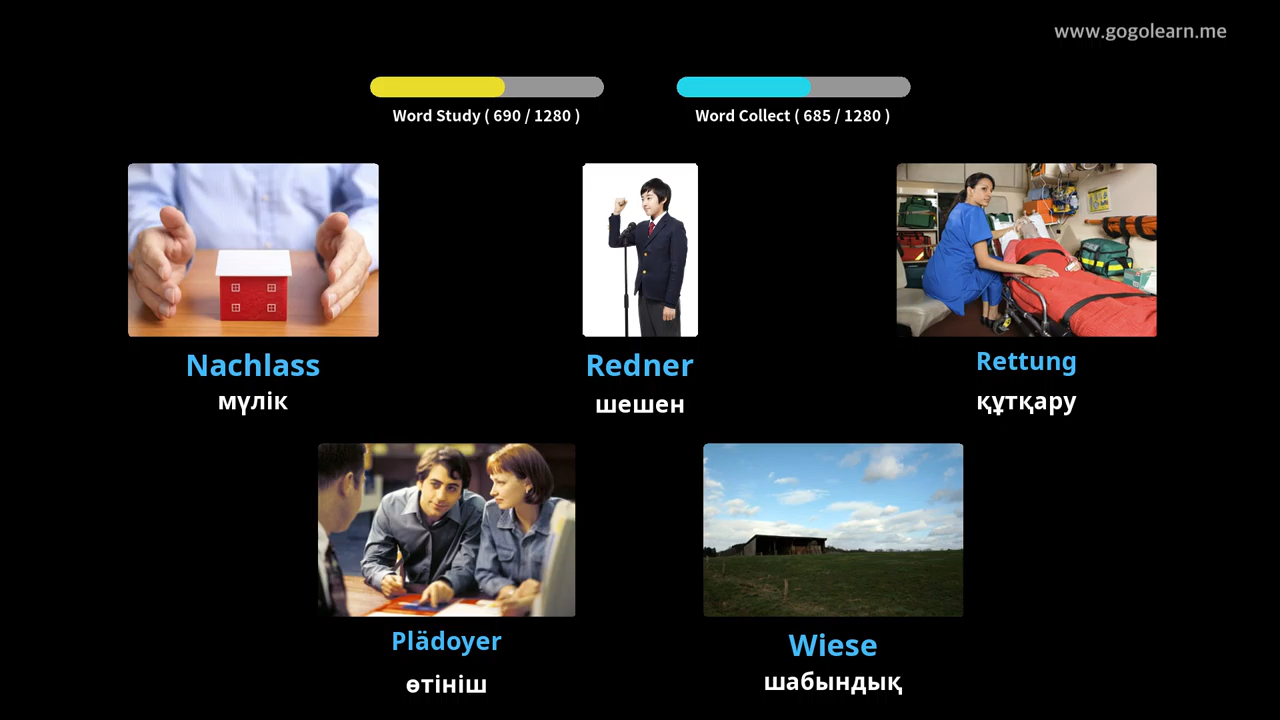 www.gogolearn.me
Word Study ( 690 / 1280 )
Word Collect ( 685 / 1280 )
Nachlass
мүлік
Redner
шешен
Rettung
құтқару
Plädoyer
өтініш
Wiese
шабындық